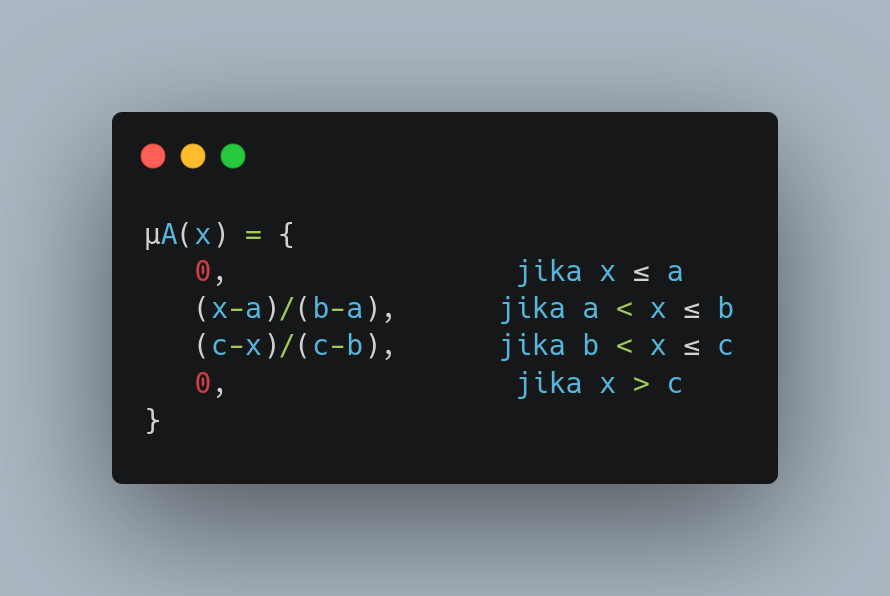 μA(x) = {
0, jika x ≤ a
(x-a)/(b-a), jika a < x ≤ b
(c-x)/(c-b), jika b < x ≤ c
0, jika x > c
}